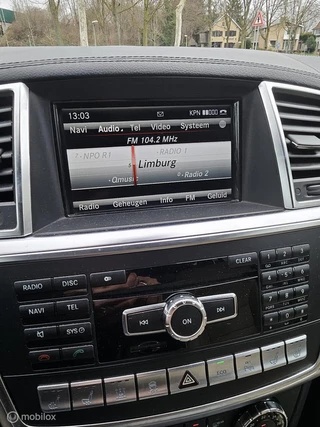 13:03 KPN
Navi Audio Tel Video Systeem
FM 104.2 MHz
NPO R1 RADIO 1
Limburg
Qmusic Radio 2
Radio Geheugen Info FM Geluid
RADIO DISC CLEAR
NAVI TEL
SYS
ON
mobilox